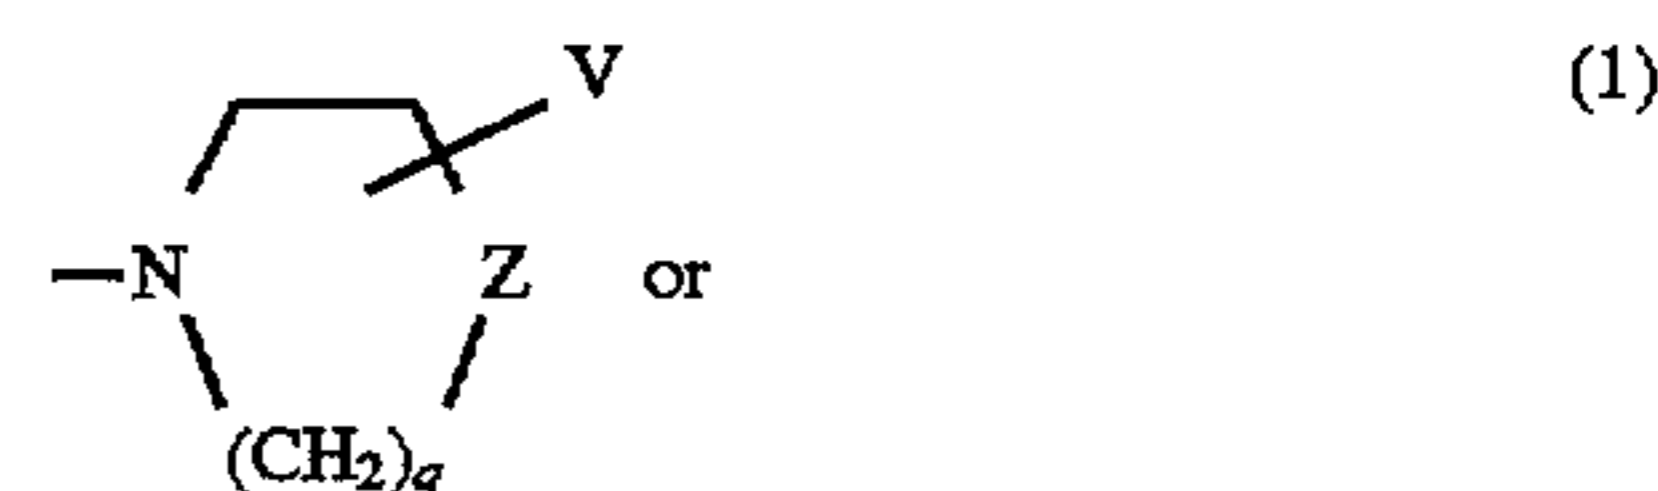 V (1)
—N Z or
(CH₂)q